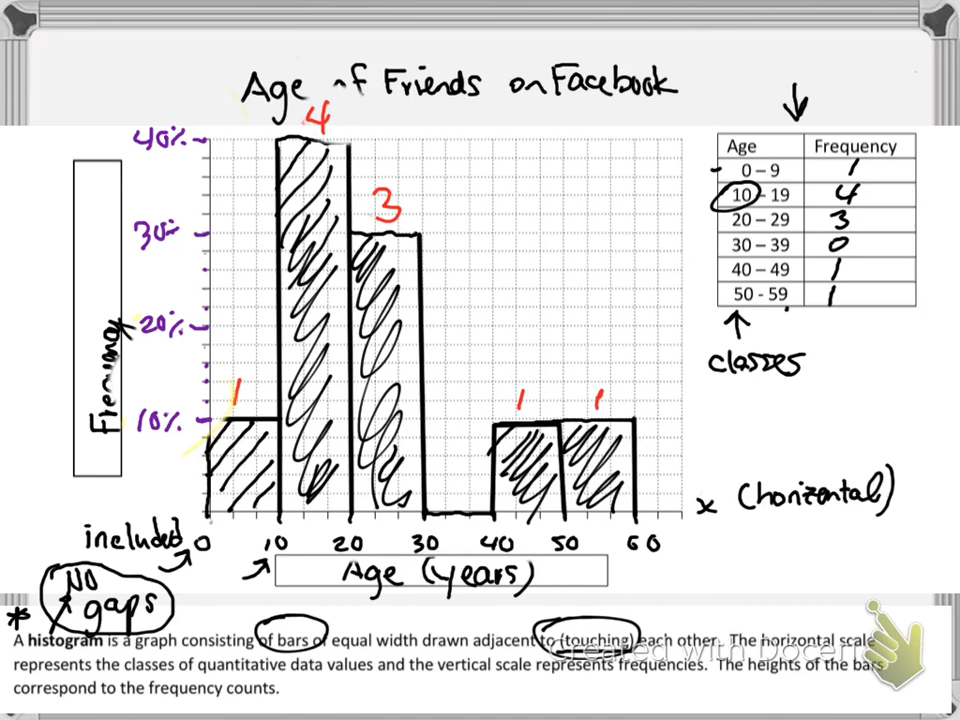 Age of Friends on Facebook
40%
30%
20%
10%
4
3
1
1
1
Frequency
0 10 20 30 40 50 60
Age (years)
x (horizontal)
included
* No
gaps
Age Frequency
0 – 9 1
10 – 19 4
20 – 29 3
30 – 39 0
40 – 49 1
50 - 59 1
classes
A histogram is a graph consisting of bars of equal width drawn adjacent to (touching) each other. The horizontal scale
represents the classes of quantitative data values and the vertical scale represents frequencies. The heights of the bars
correspond to the frequency counts.
Created with